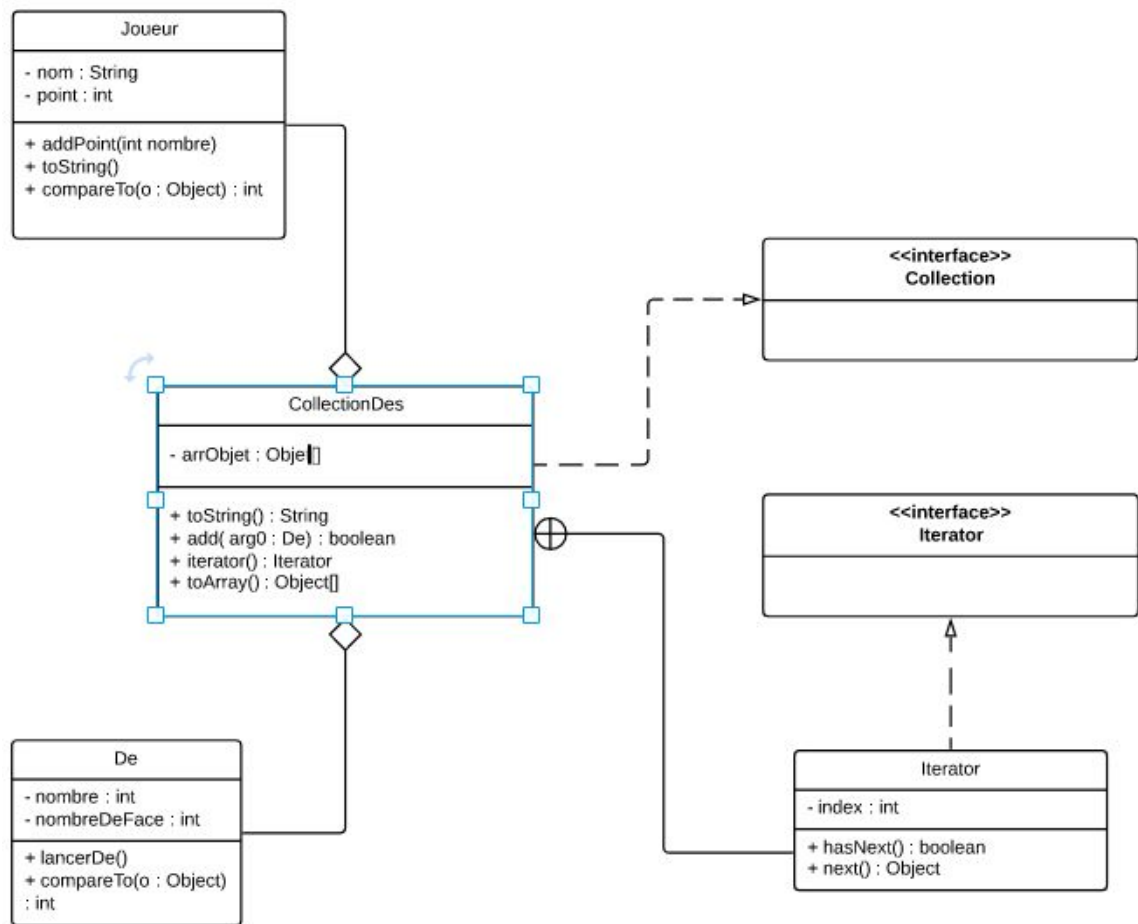 Joueur
- nom : String
- point : int
+ addPoint(int nombre)
+ toString()
+ compareTo(o : Object) : int
<<interface>>
Collection
CollectionDes
- arrObjet : Objet[]
+ toString() : String
+ add( arg0 : De) : boolean
+ iterator() : Iterator
+ toArray() : Object[]
<<interface>>
Iterator
De
- nombre : int
- nombreDeFace : int
+ lancerDe()
+ compareTo(o : Object)
: int
Iterator
- index : int
+ hasNext() : boolean
+ next() : Object